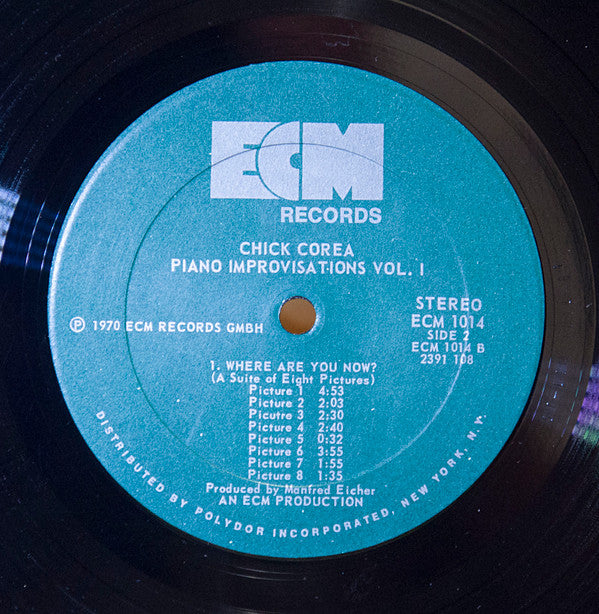 ECM
RECORDS
CHICK COREA
PIANO IMPROVISATIONS VOL. I
STEREO
ECM 1014
SIDE 2
ECM 1014 B
2391 108
℗ 1970 ECM RECORDS GMBH
1. WHERE ARE YOU NOW?
(A Suite of Eight Pictures)
Picture 1 4:53
Picture 2 2:03
Picutre 3 2:30
Picture 4 2:40
Picture 5 0:32
Picture 6 3:55
Picture 7 1:55
Picture 8 1:35
Produced by Manfred Eicher
AN ECM PRODUCTION
DISTRIBUTED BY POLYDOR INCORPORATED, NEW YORK, N.Y.